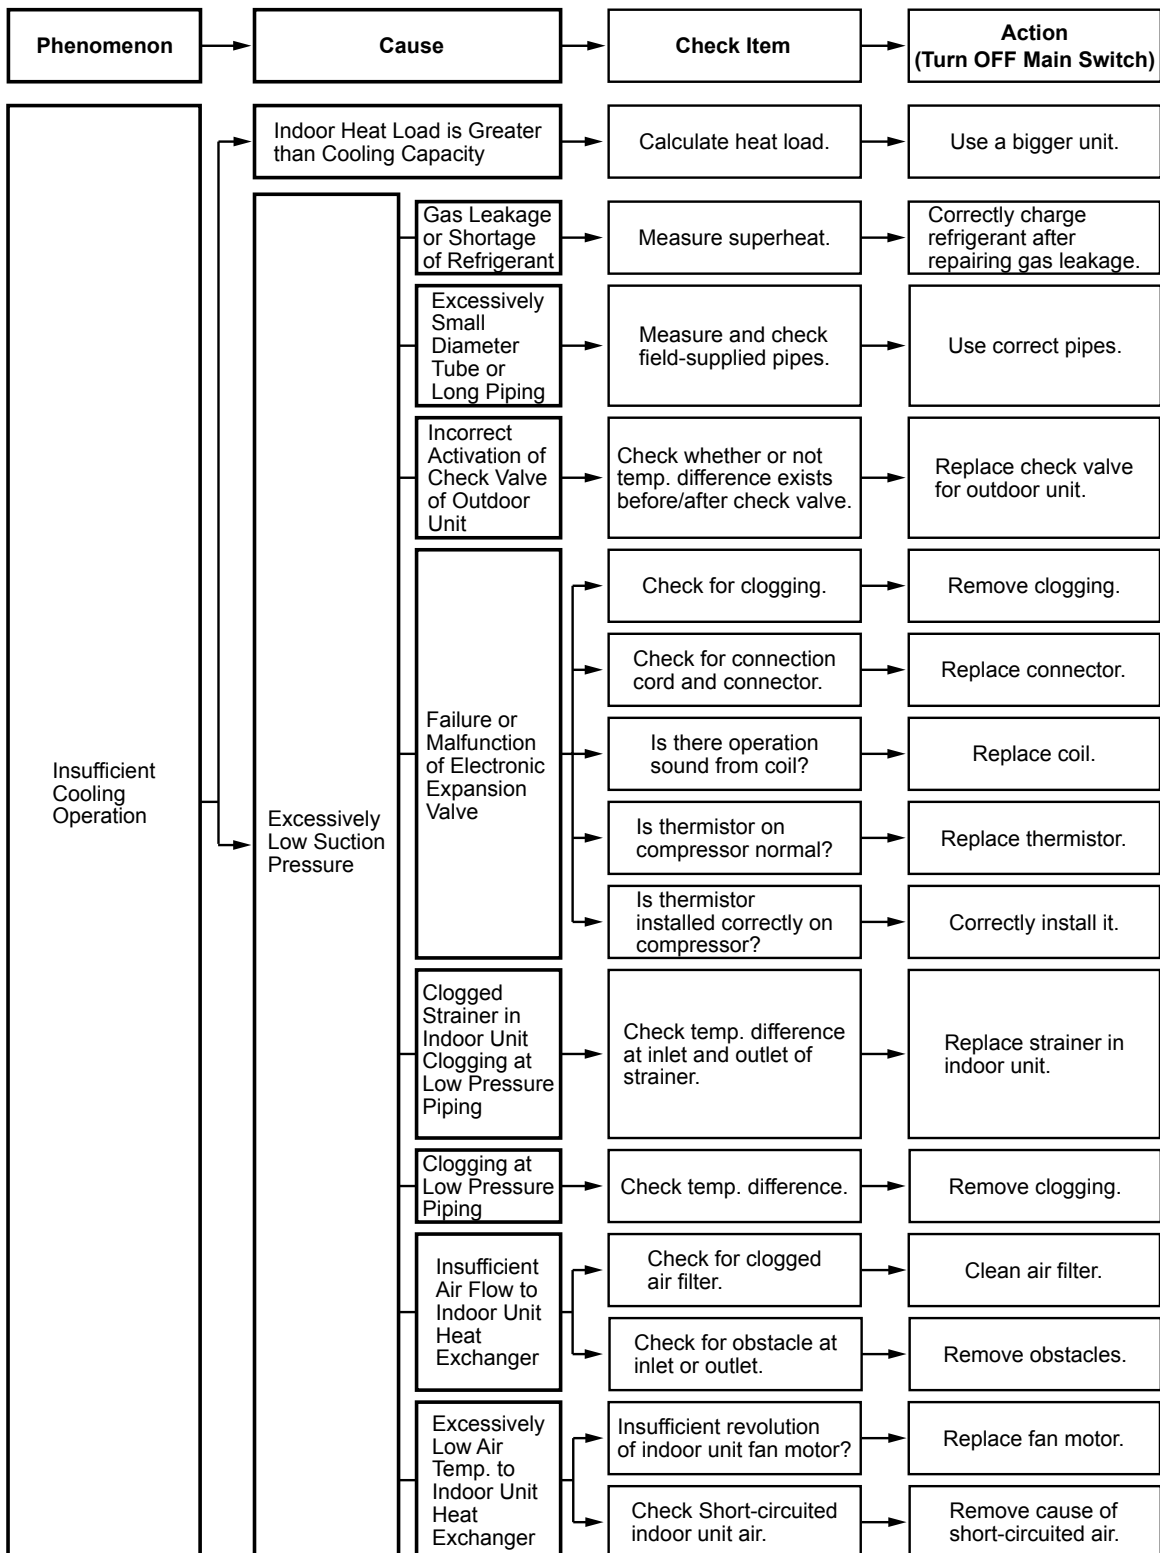 Phenomenon
Cause
Check Item
Action
(Turn OFF Main Switch)
Insufficient
Cooling
Operation
Indoor Heat Load is Greater
than Cooling Capacity
Calculate heat load.
Use a bigger unit.
Excessively
Low Suction
Pressure
Gas Leakage
or Shortage
of Refrigerant
Measure superheat.
Correctly charge
refrigerant after
repairing gas leakage.
Excessively
Small
Diameter
Tube or
Long Piping
Measure and check
field-supplied pipes.
Use correct pipes.
Incorrect
Activation of
Check Valve
of Outdoor
Unit
Check whether or not
temp. difference exists
before/after check valve.
Replace check valve
for outdoor unit.
Failure or
Malfunction
of Electronic
Expansion
Valve
Check for clogging.
Remove clogging.
Check for connection
cord and connector.
Replace connector.
Is there operation
sound from coil?
Replace coil.
Is thermistor on
compressor normal?
Replace thermistor.
Is thermistor
installed correctly on
compressor?
Correctly install it.
Clogged
Strainer in
Indoor Unit
Clogging at
Low Pressure
Piping
Check temp. difference
at inlet and outlet of
strainer.
Replace strainer in
indoor unit.
Clogging at
Low Pressure
Piping
Check temp. difference.
Remove clogging.
Insufficient
Air Flow to
Indoor Unit
Heat
Exchanger
Check for clogged
air filter.
Clean air filter.
Check for obstacle at
inlet or outlet.
Remove obstacles.
Excessively
Low Air
Temp. to
Indoor Unit
Heat
Exchanger
Insufficient revolution
of indoor unit fan motor?
Replace fan motor.
Check Short-circuited
indoor unit air.
Remove cause of
short-circuited air.